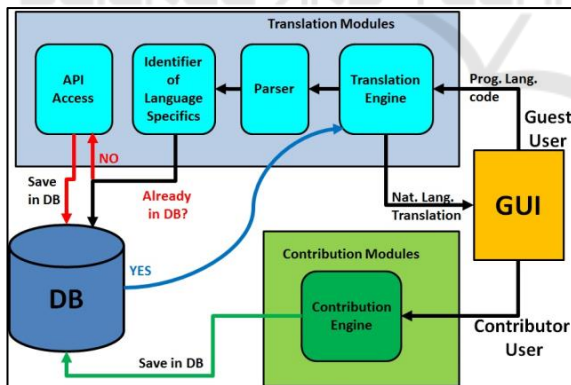 Translation Modules
API
Access
Identifier
of
Language
Specifics
Parser
Translation
Engine
Prog. Lang.
code
Guest
User
NO
Save
in DB
Already
in DB?
Nat. Lang.
Translation
GUI
YES
DB
Contribution Modules
Contribution
Engine
Contributor
User
Save in DB